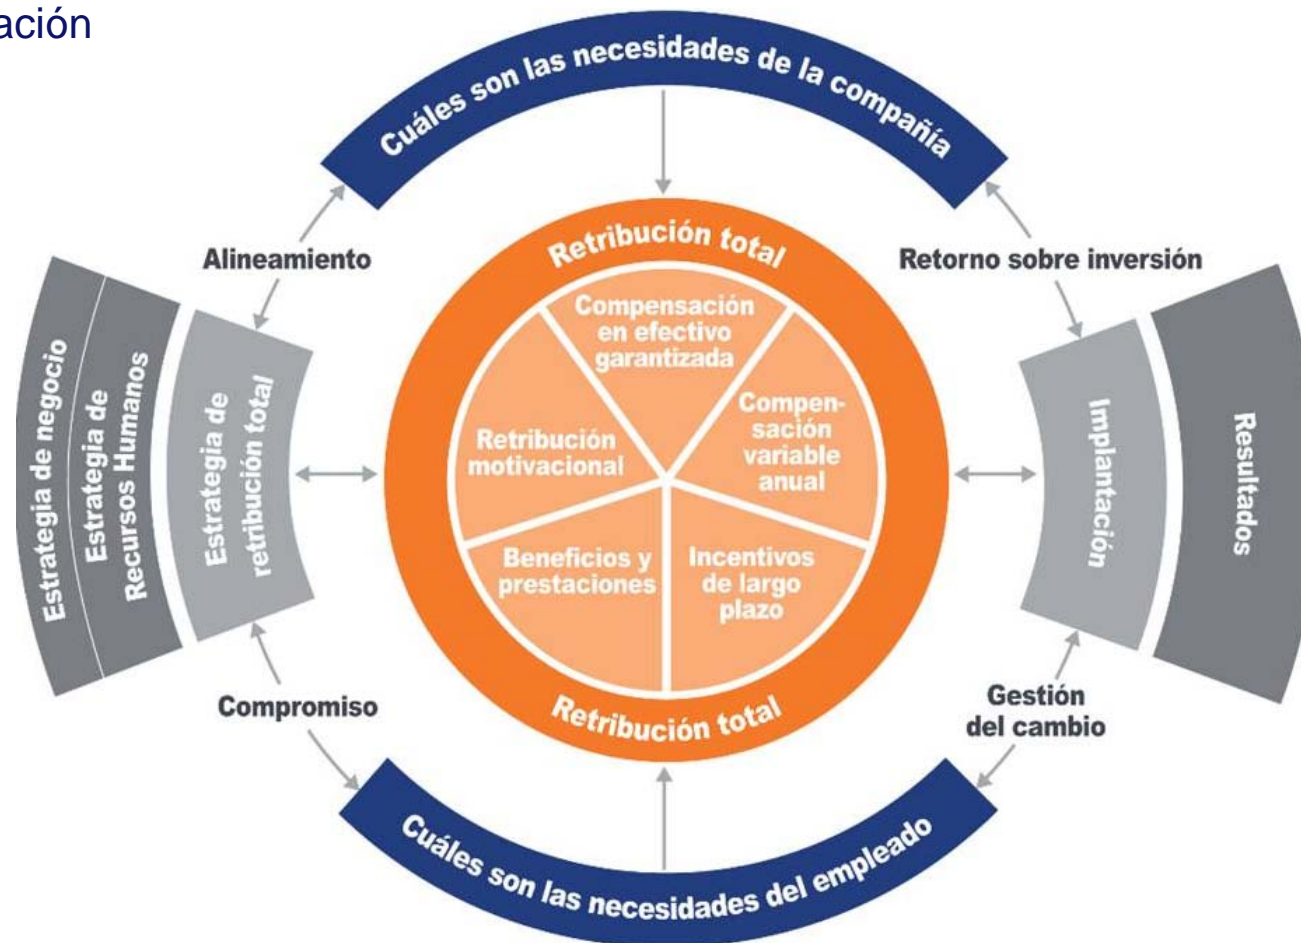 ación
Cuáles son las necesidades de la compañía
Alineamiento
Retorno sobre inversión
Estrategia de negocio
Estrategia de
Recursos Humanos
Estrategia de
retribución total
Retribución total
Compensación
en efectivo
garantizada
Compen-
sación
variable
anual
Retribución
motivacional
Beneficios y
prestaciones
Incentivos
de largo
plazo
Retribución total
Implantación
Resultados
Compromiso
Gestión
del cambio
Cuáles son las necesidades del empleado